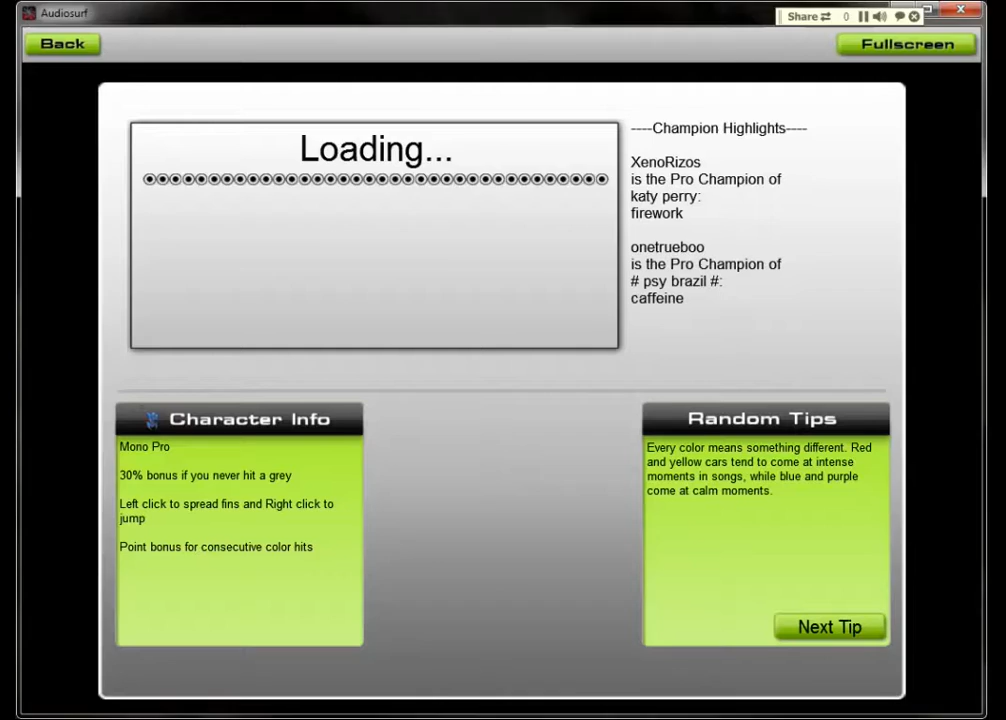 Audiosurf
Share 0
Back
Fullscreen
Loading...
----Champion Highlights----
XenoRizos
is the Pro Champion of
katy perry:
firework
onetrueboo
is the Pro Champion of
# psy brazil #:
caffeine
Character Info
Mono Pro
30% bonus if you never hit a grey
Left click to spread fins and Right click to
jump
Point bonus for consecutive color hits
Random Tips
Every color means something different. Red
and yellow cars tend to come at intense
moments in songs, while blue and purple
come at calm moments.
Next Tip